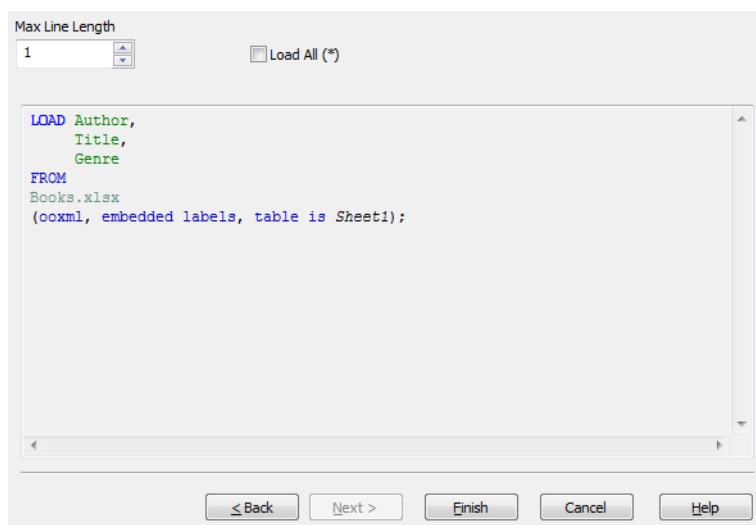 Max Line Length
1
Load All (*)
LOAD Author,
Title,
Genre
FROM
Books.xlsx
(ooxml, embedded labels, table is Sheet1);
< Back
Next >
Finish
Cancel
Help